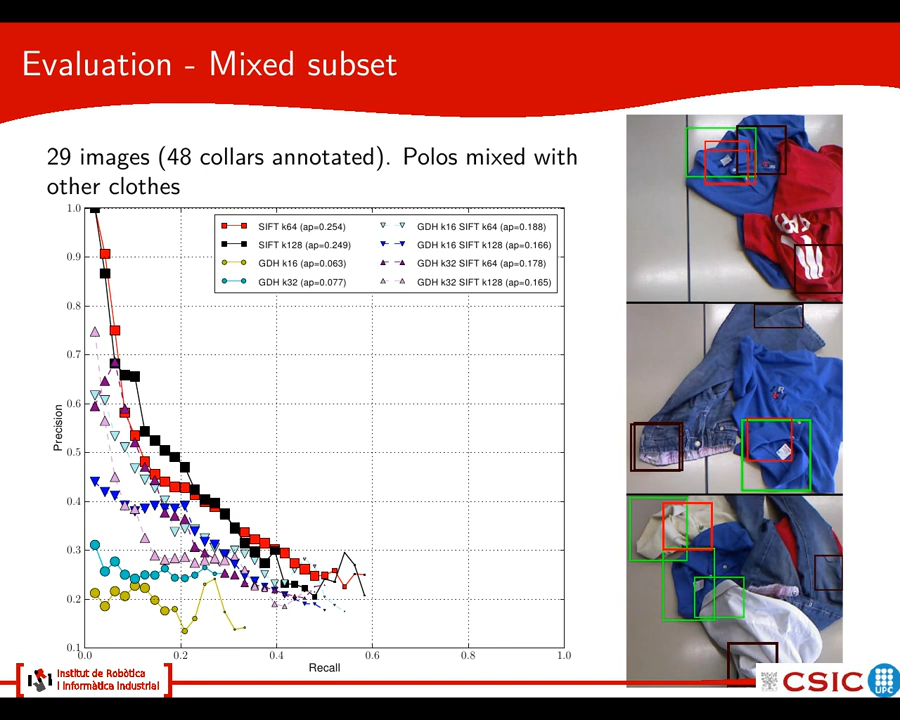 Evaluation - Mixed subset
29 images (48 collars annotated). Polos mixed with
other clothes
1.0
0.9
0.8
0.7
0.6
0.5
0.4
0.3
0.2
0.1
Precision
SIFT k64 (ap=0.254)
SIFT k128 (ap=0.249)
GDH k16 (ap=0.063)
GDH k32 (ap=0.077)
GDH k16 SIFT k64 (ap=0.188)
GDH k16 SIFT k128 (ap=0.166)
GDH k32 SIFT k64 (ap=0.178)
GDH k32 SIFT k128 (ap=0.165)
0.0
0.2
0.4
0.6
0.8
1.0
Recall
Institut de Robòtica
i Informàtica Industrial
CSIC
UPC